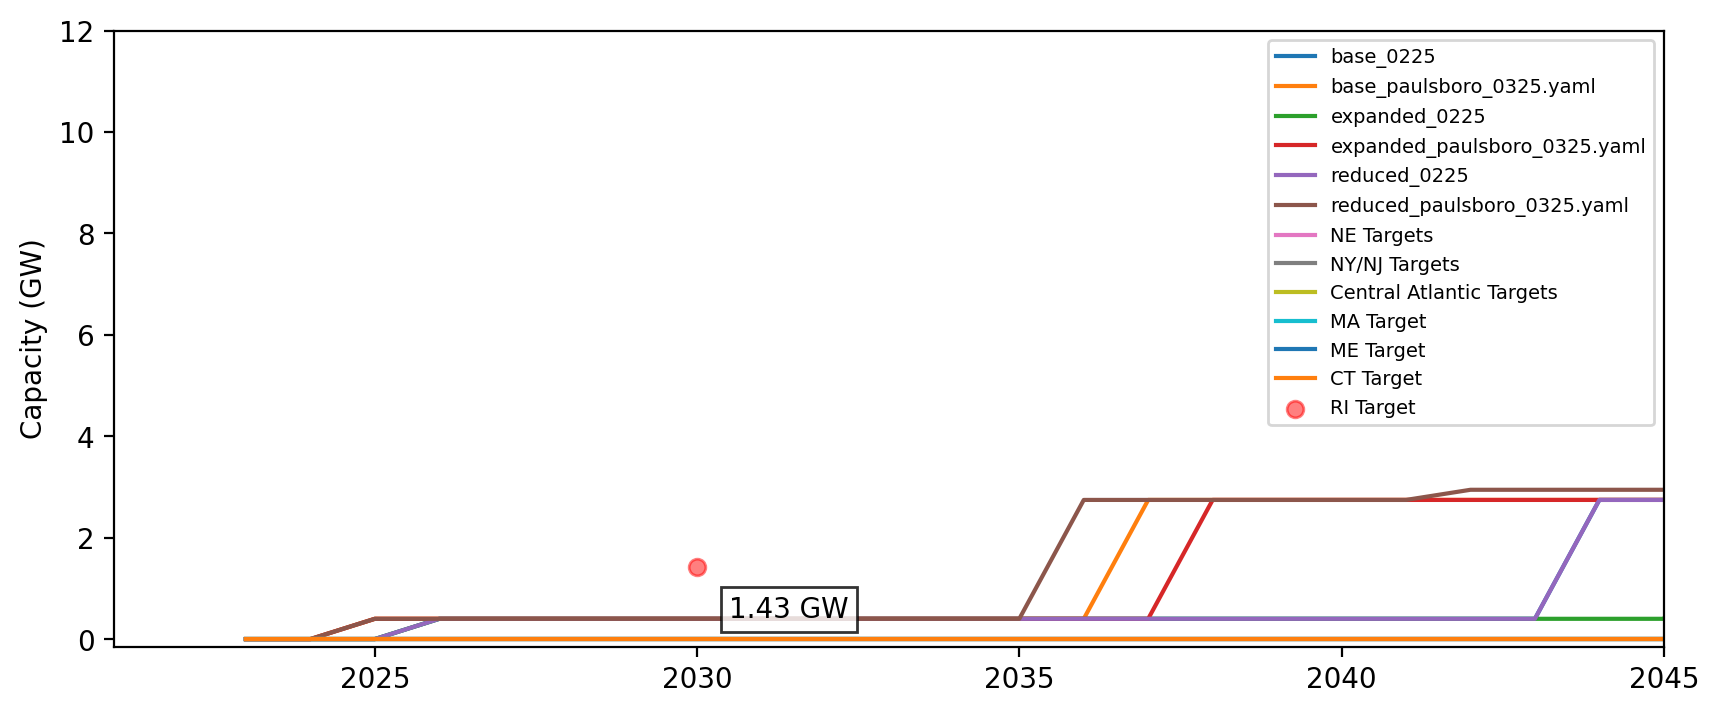 12
10
8
6
4
2
0
Capacity (GW)
base_0225
base_paulsboro_0325.yaml
expanded_0225
expanded_paulsboro_0325.yaml
reduced_0225
reduced_paulsboro_0325.yaml
NE Targets
NY/NJ Targets
Central Atlantic Targets
MA Target
ME Target
CT Target
RI Target
1.43 GW
2025
2030
2035
2040
2045